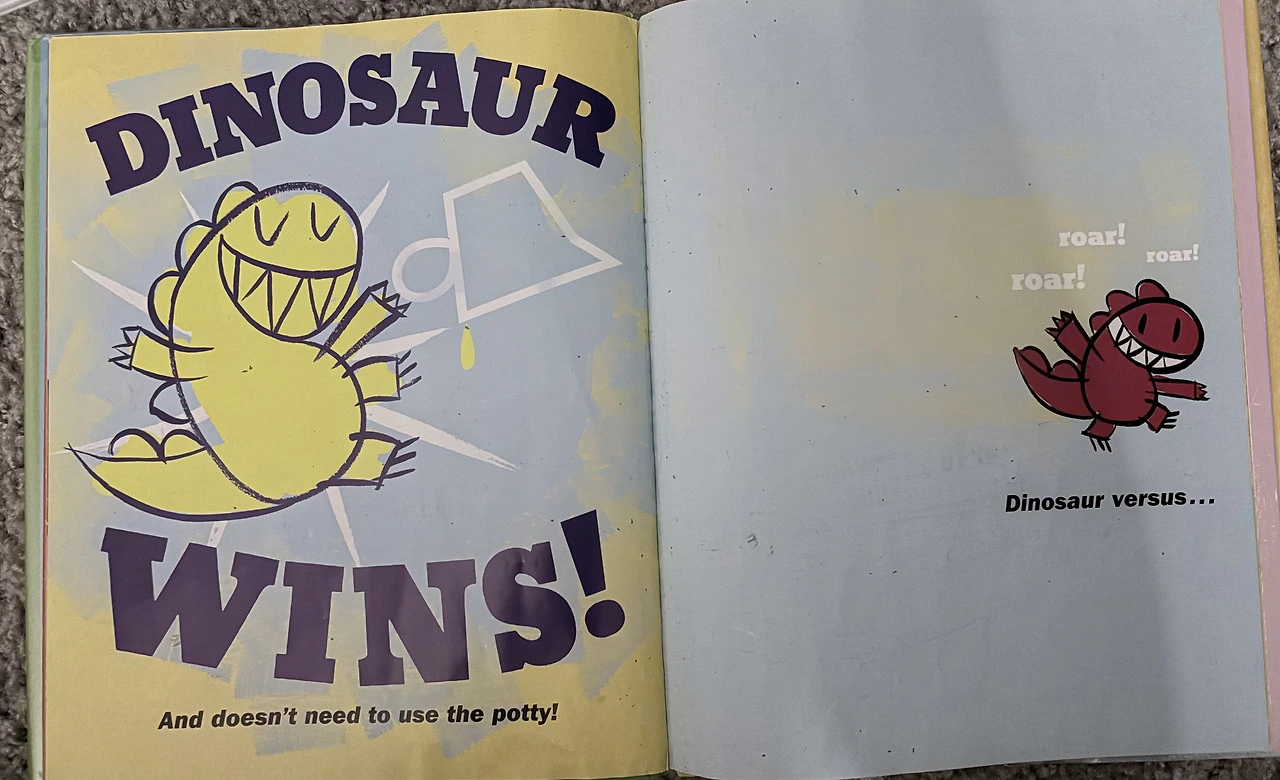 DINOSAUR
WINS!
And doesn't need to use the potty!
roar!
roar!
roar!
Dinosaur versus...